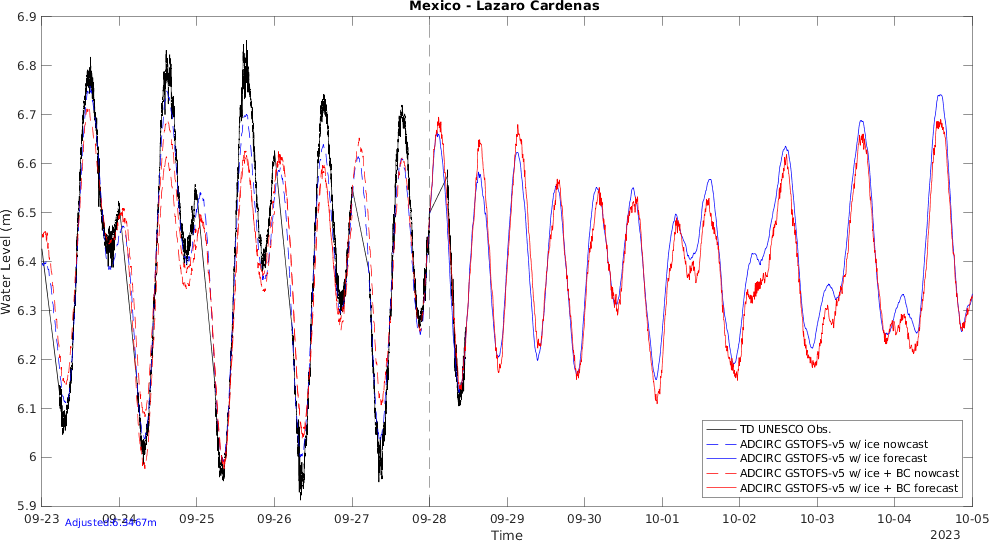 Mexico - Lazaro Cardenas
6.9
6.8
6.7
6.6
6.5
6.4
6.3
6.2
6.1
6
5.9
Water Level (m)
TD UNESCO Obs.
ADCIRC GSTOFS-v5 w/ ice nowcast
ADCIRC GSTOFS-v5 w/ ice forecast
ADCIRC GSTOFS-v5 w/ ice + BC nowcast
ADCIRC GSTOFS-v5 w/ ice + BC forecast
09-23 09-24 09-25 09-26 09-27 09-28 09-29 09-30 10-01 10-02 10-03 10-04 10-05
Time
2023